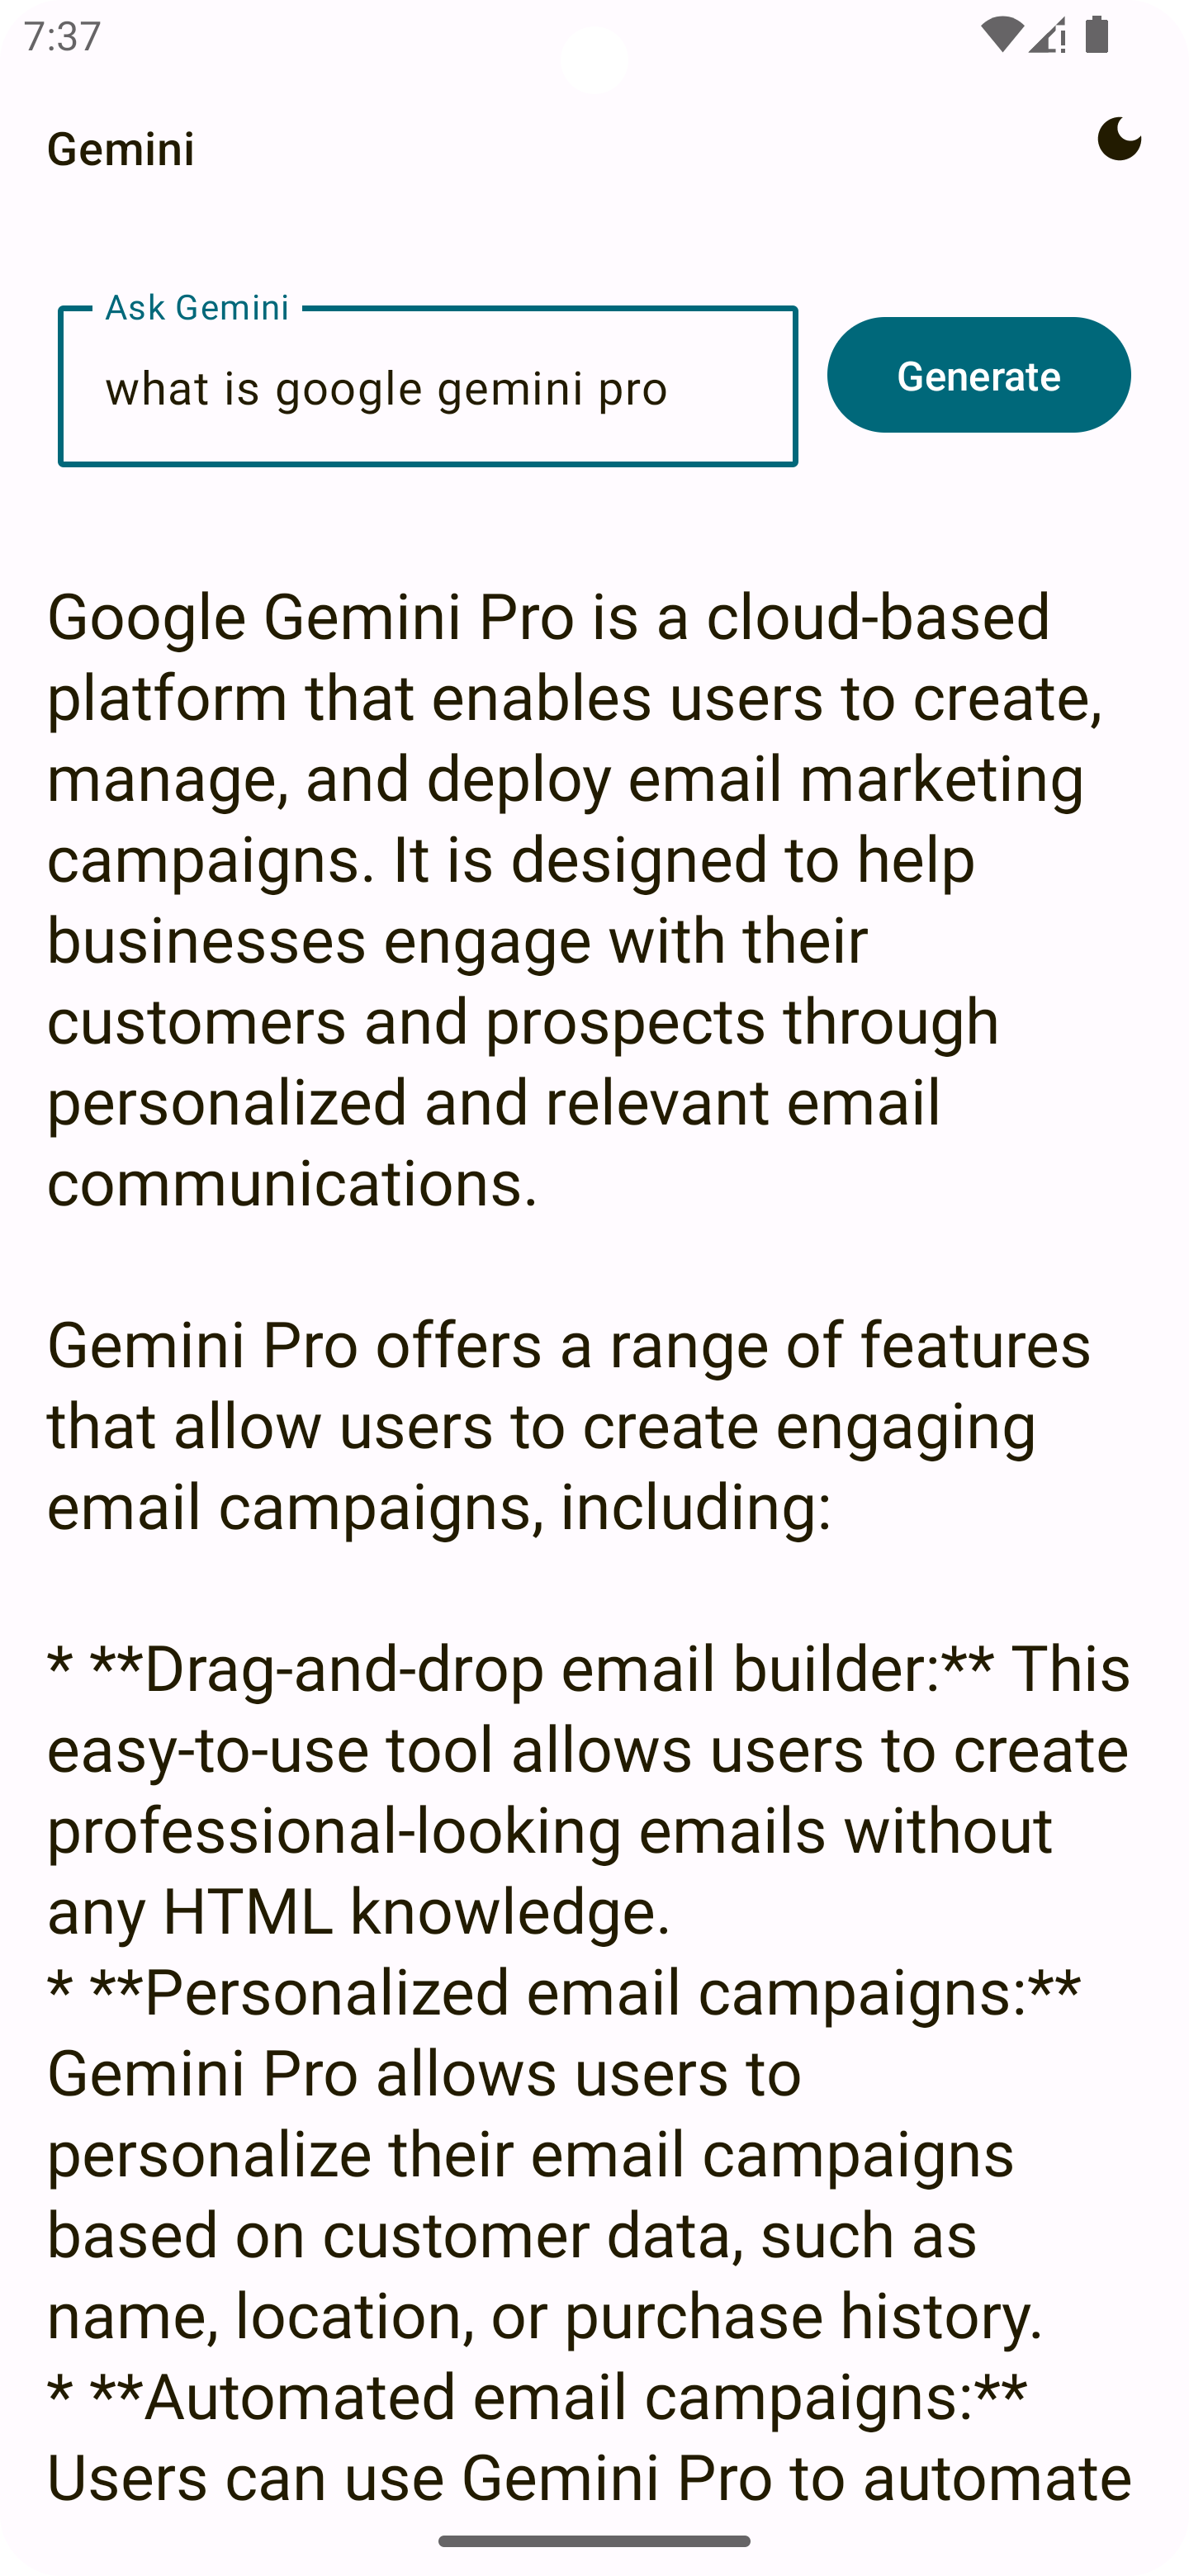 7:37
Gemini
Ask Gemini
what is google gemini pro
Generate
Google Gemini Pro is a cloud-based
platform that enables users to create,
manage, and deploy email marketing
campaigns. It is designed to help
businesses engage with their
customers and prospects through
personalized and relevant email
communications.
Gemini Pro offers a range of features
that allow users to create engaging
email campaigns, including:
* **Drag-and-drop email builder:** This
easy-to-use tool allows users to create
professional-looking emails without
any HTML knowledge.
* **Personalized email campaigns:**
Gemini Pro allows users to
personalize their email campaigns
based on customer data, such as
name, location, or purchase history.
* **Automated email campaigns:**
Users can use Gemini Pro to automate